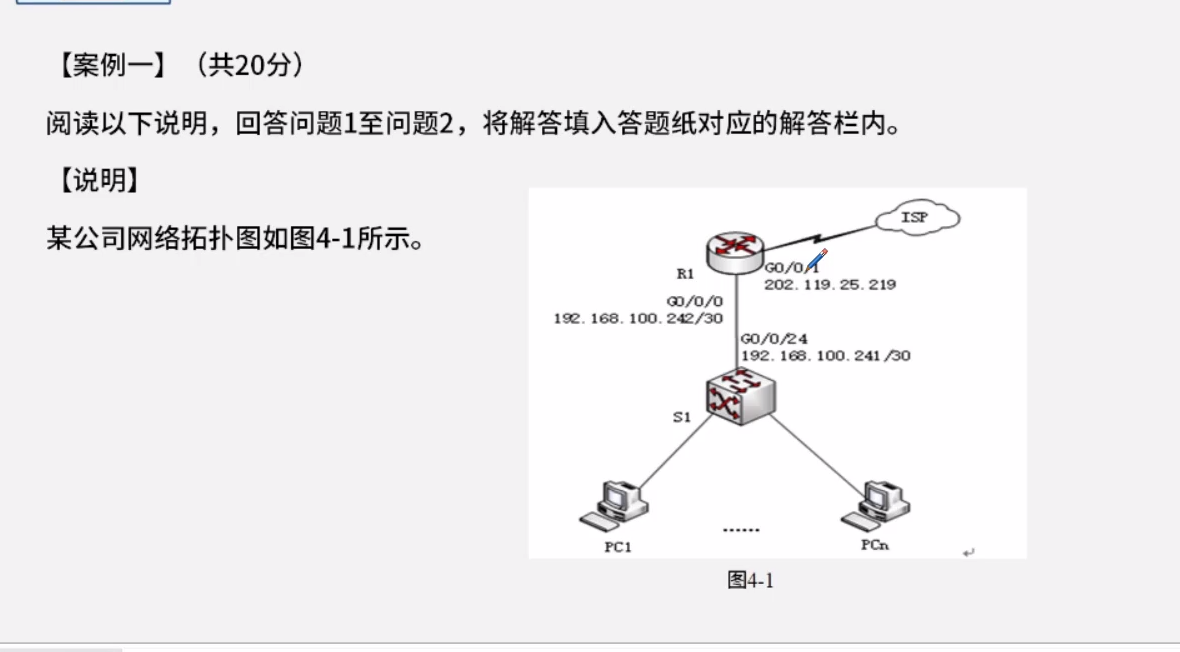 【案例一】（共20分）
阅读以下说明，回答问题1至问题2，将解答填入答题纸对应的解答栏内。
【说明】
某公司网络拓扑图如图4-1所示。
ISP
R1
G0/0/1
202.119.25.219
G0/0/0
192.168.100.242/30
G0/0/24
192.168.100.241/30
S1
......
PC1
PCn
图4-1